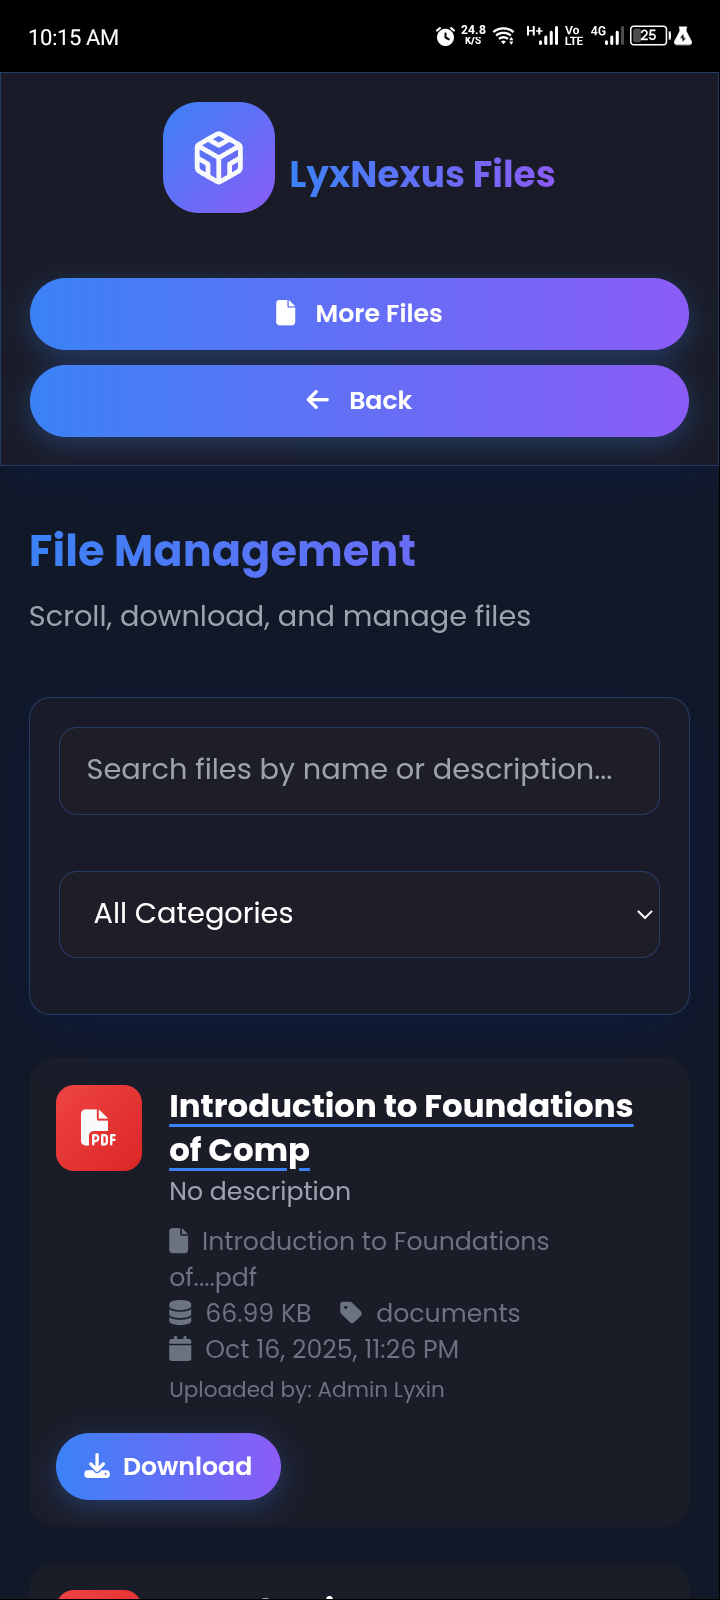 10:15 AM
24.8 K/S
H+
Vo LTE
4G
25
LyxNexus Files
More Files
Back
File Management
Scroll, download, and manage files
Search files by name or description...
All Categories
PDF
Introduction to Foundations
of Comp
No description
Introduction to Foundations
of....pdf
66.99 KB documents
Oct 16, 2025, 11:26 PM
Uploaded by: Admin Lyxin
Download